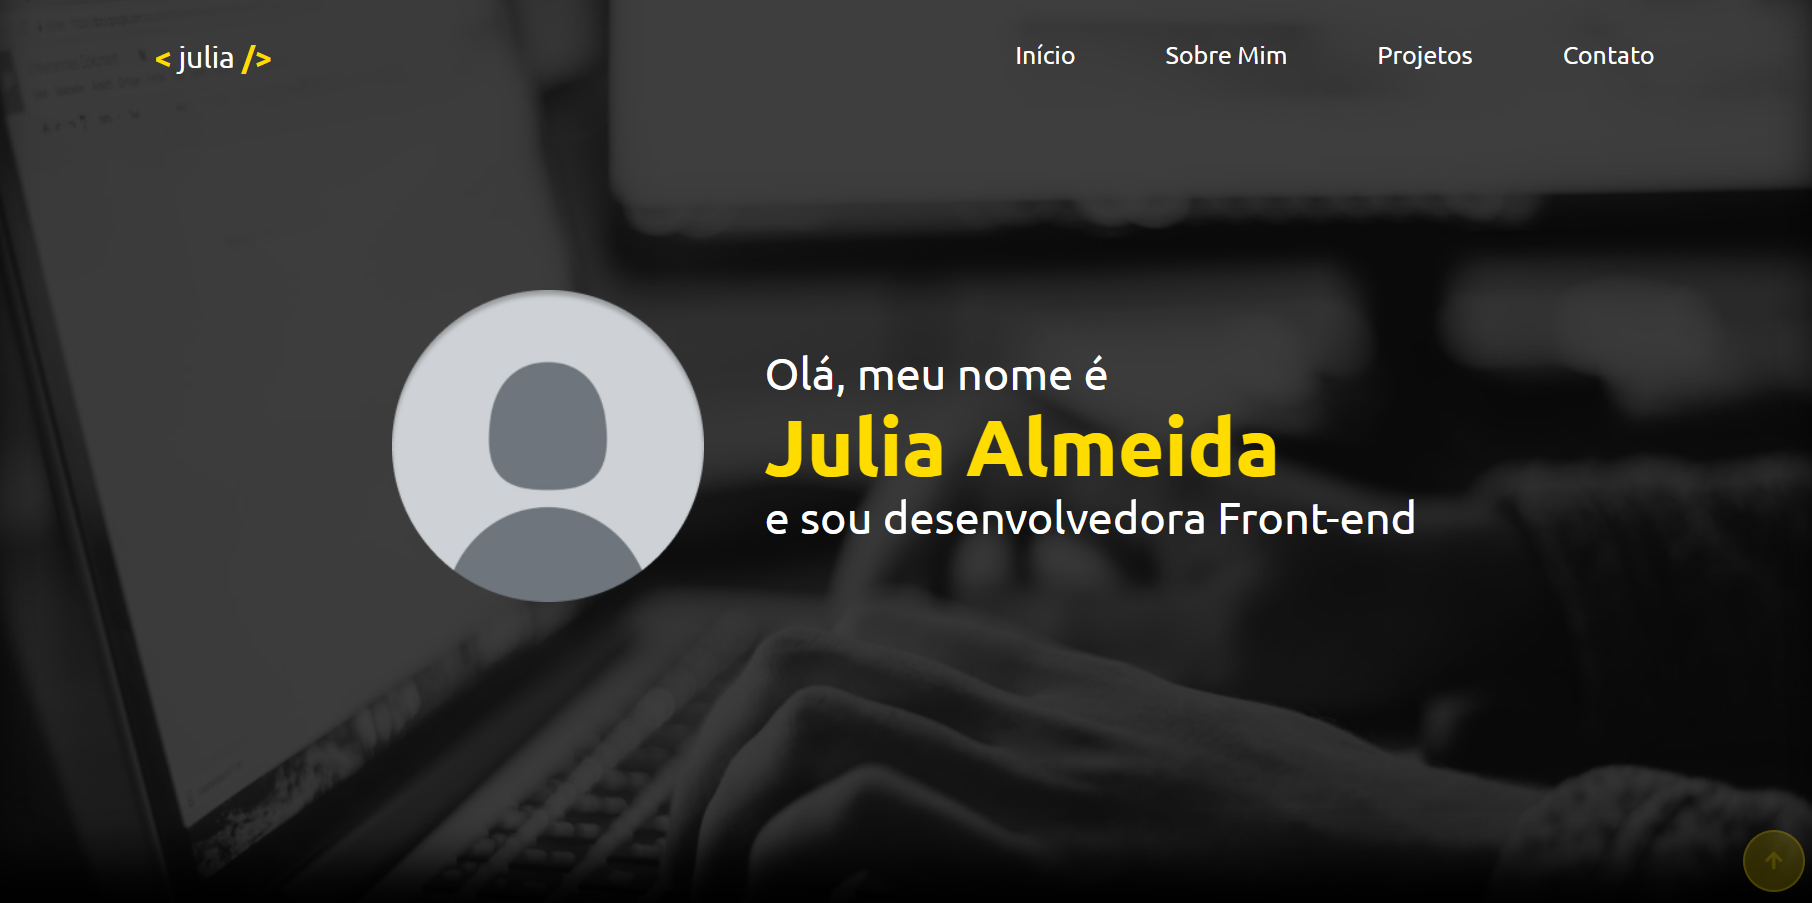 < julia />
Início
Sobre Mim
Projetos
Contato
Olá, meu nome é
Julia Almeida
e sou desenvolvedora Front-end